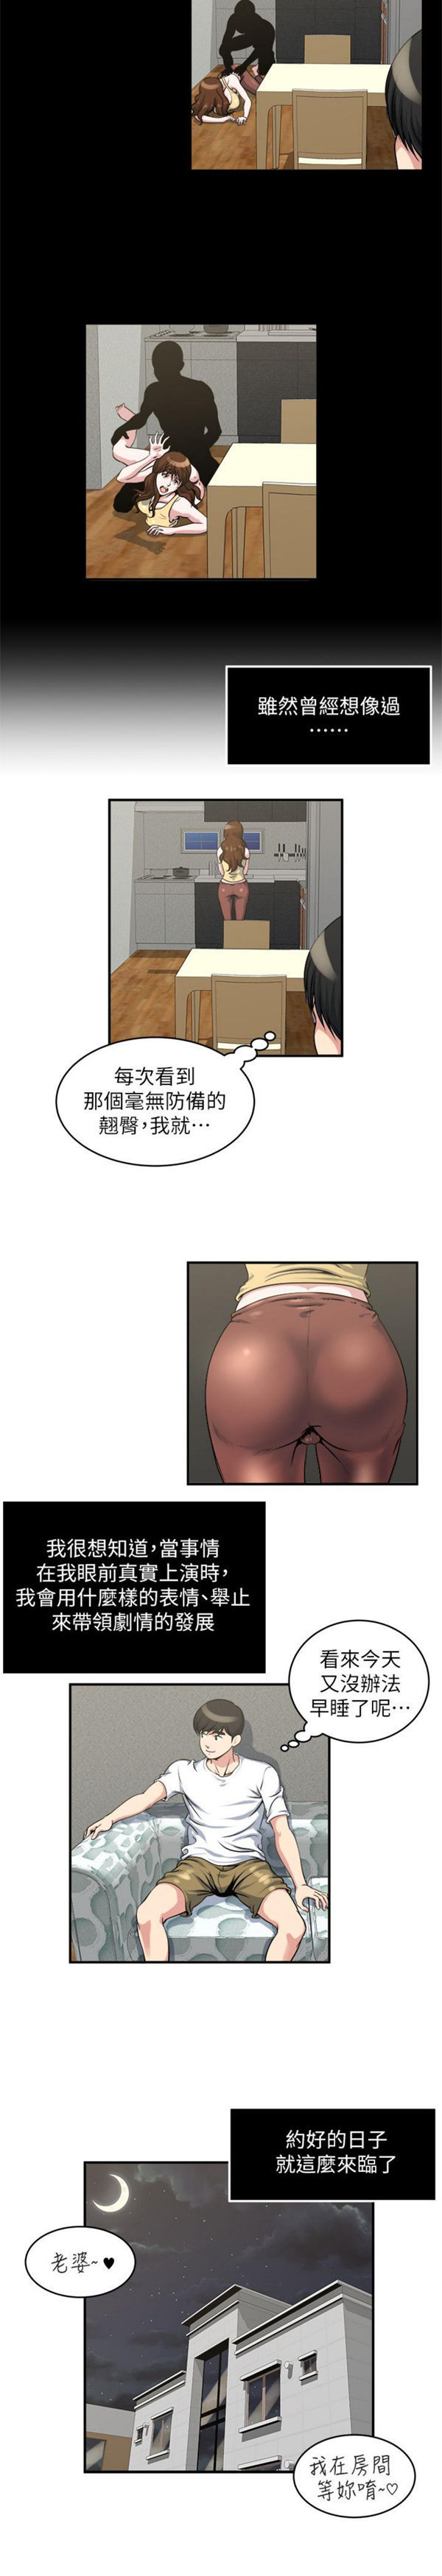 雖然曾經想像過
⋯⋯
每次看到
那個毫無防備的
翹臀，我就⋯
我很想知道，當事情
在我眼前真實上演時，
我會用什麼樣的表情、舉止
來帶領劇情的發展
看來今天
又沒辦法
早睡了呢⋯
約好的日子
就這麼來臨了
老婆~♥
我在房間
等妳唷~♡